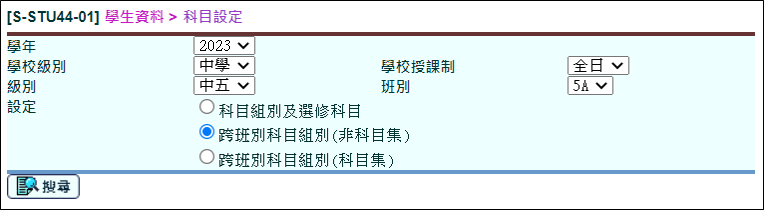 [S-STU44-01] 學生資料 > 科目設定
學年 2023
學校級別 中學 學校授課制 全日
級別 中五 班別 5A
設定 科目組別及選修科目
跨班別科目組別(非科目集)
跨班別科目組別(科目集)
搜尋